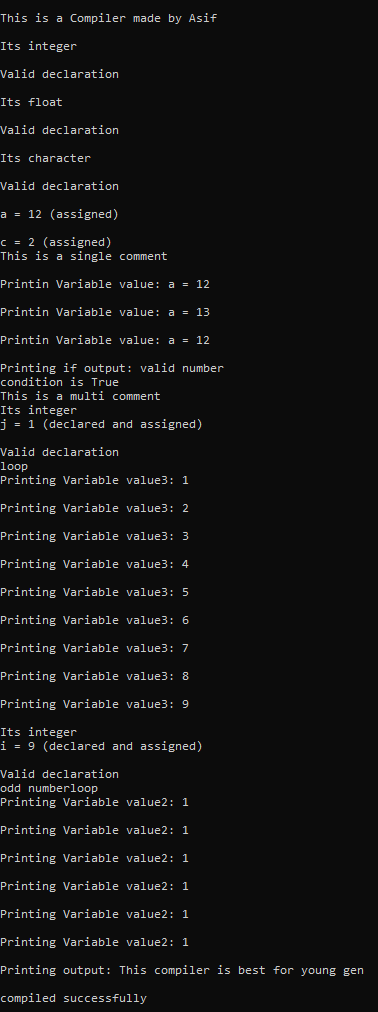 This is a Compiler made by Asif
Its integer
Valid declaration
Its float
Valid declaration
Its character
Valid declaration
a = 12 (assigned)
c = 2 (assigned)
This is a single comment
Printin Variable value: a = 12
Printin Variable value: a = 13
Printin Variable value: a = 12
Printing if output: valid number
condition is True
This is a multi comment
Its integer
j = 1 (declared and assigned)
Valid declaration
loop
Printing Variable value3: 1
Printing Variable value3: 2
Printing Variable value3: 3
Printing Variable value3: 4
Printing Variable value3: 5
Printing Variable value3: 6
Printing Variable value3: 7
Printing Variable value3: 8
Printing Variable value3: 9
Its integer
i = 9 (declared and assigned)
Valid declaration
odd numberloop
Printing Variable value2: 1
Printing Variable value2: 1
Printing Variable value2: 1
Printing Variable value2: 1
Printing Variable value2: 1
Printing Variable value2: 1
Printing output: This compiler is best for young gen
compiled successfully